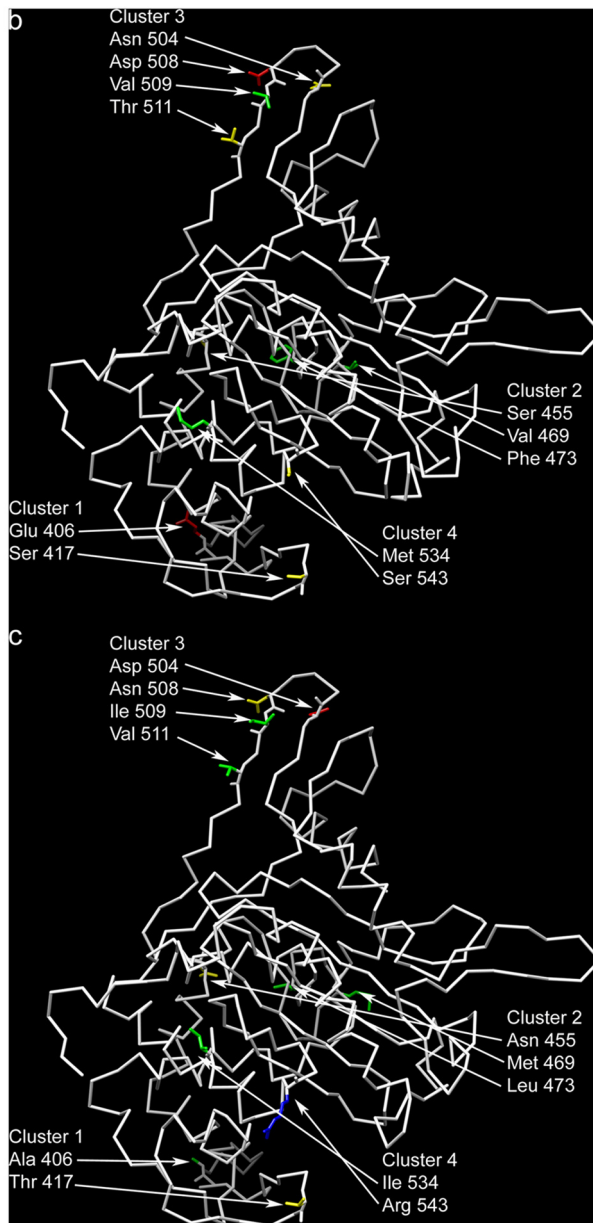 b
Cluster 3
Asn 504
Asp 508
Val 509
Thr 511
Cluster 2
Ser 455
Val 469
Phe 473
Cluster 1
Glu 406
Ser 417
Cluster 4
Met 534
Ser 543
c
Cluster 3
Asp 504
Asn 508
Ile 509
Val 511
Cluster 2
Asn 455
Met 469
Leu 473
Cluster 1
Ala 406
Thr 417
Cluster 4
Ile 534
Arg 543